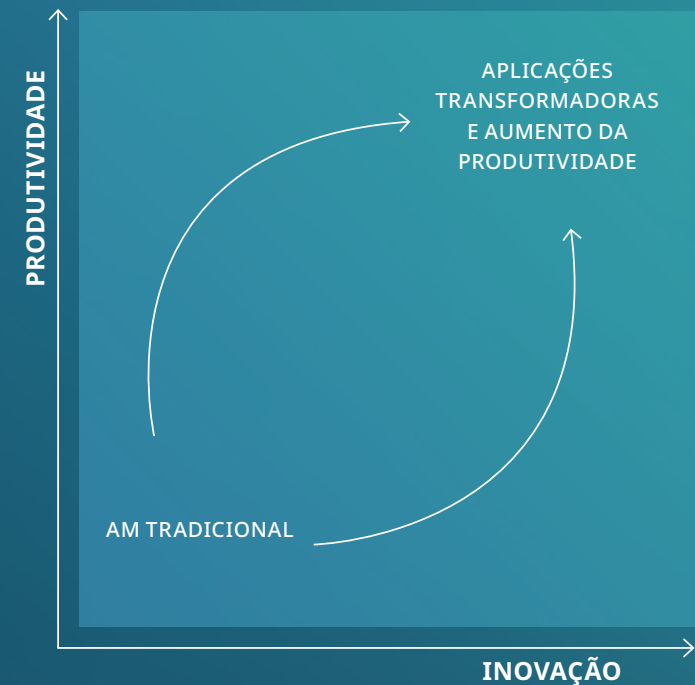 PRODUTIVIDADE
APLICAÇÕES
TRANSFORMADORAS
E AUMENTO DA
PRODUTIVIDADE
AM TRADICIONAL
INOVAÇÃO